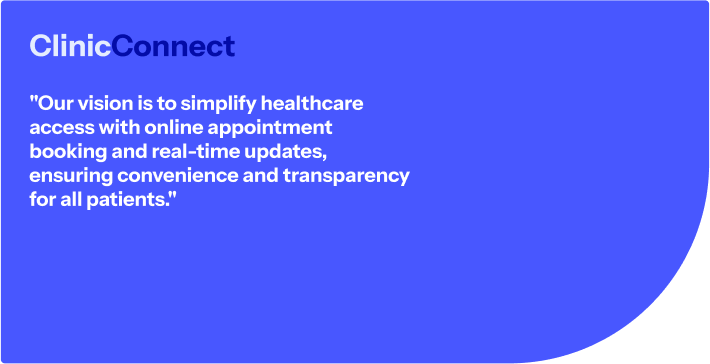 ClinicConnect
"Our vision is to simplify healthcare
access with online appointment
booking and real-time updates,
ensuring convenience and transparency
for all patients."